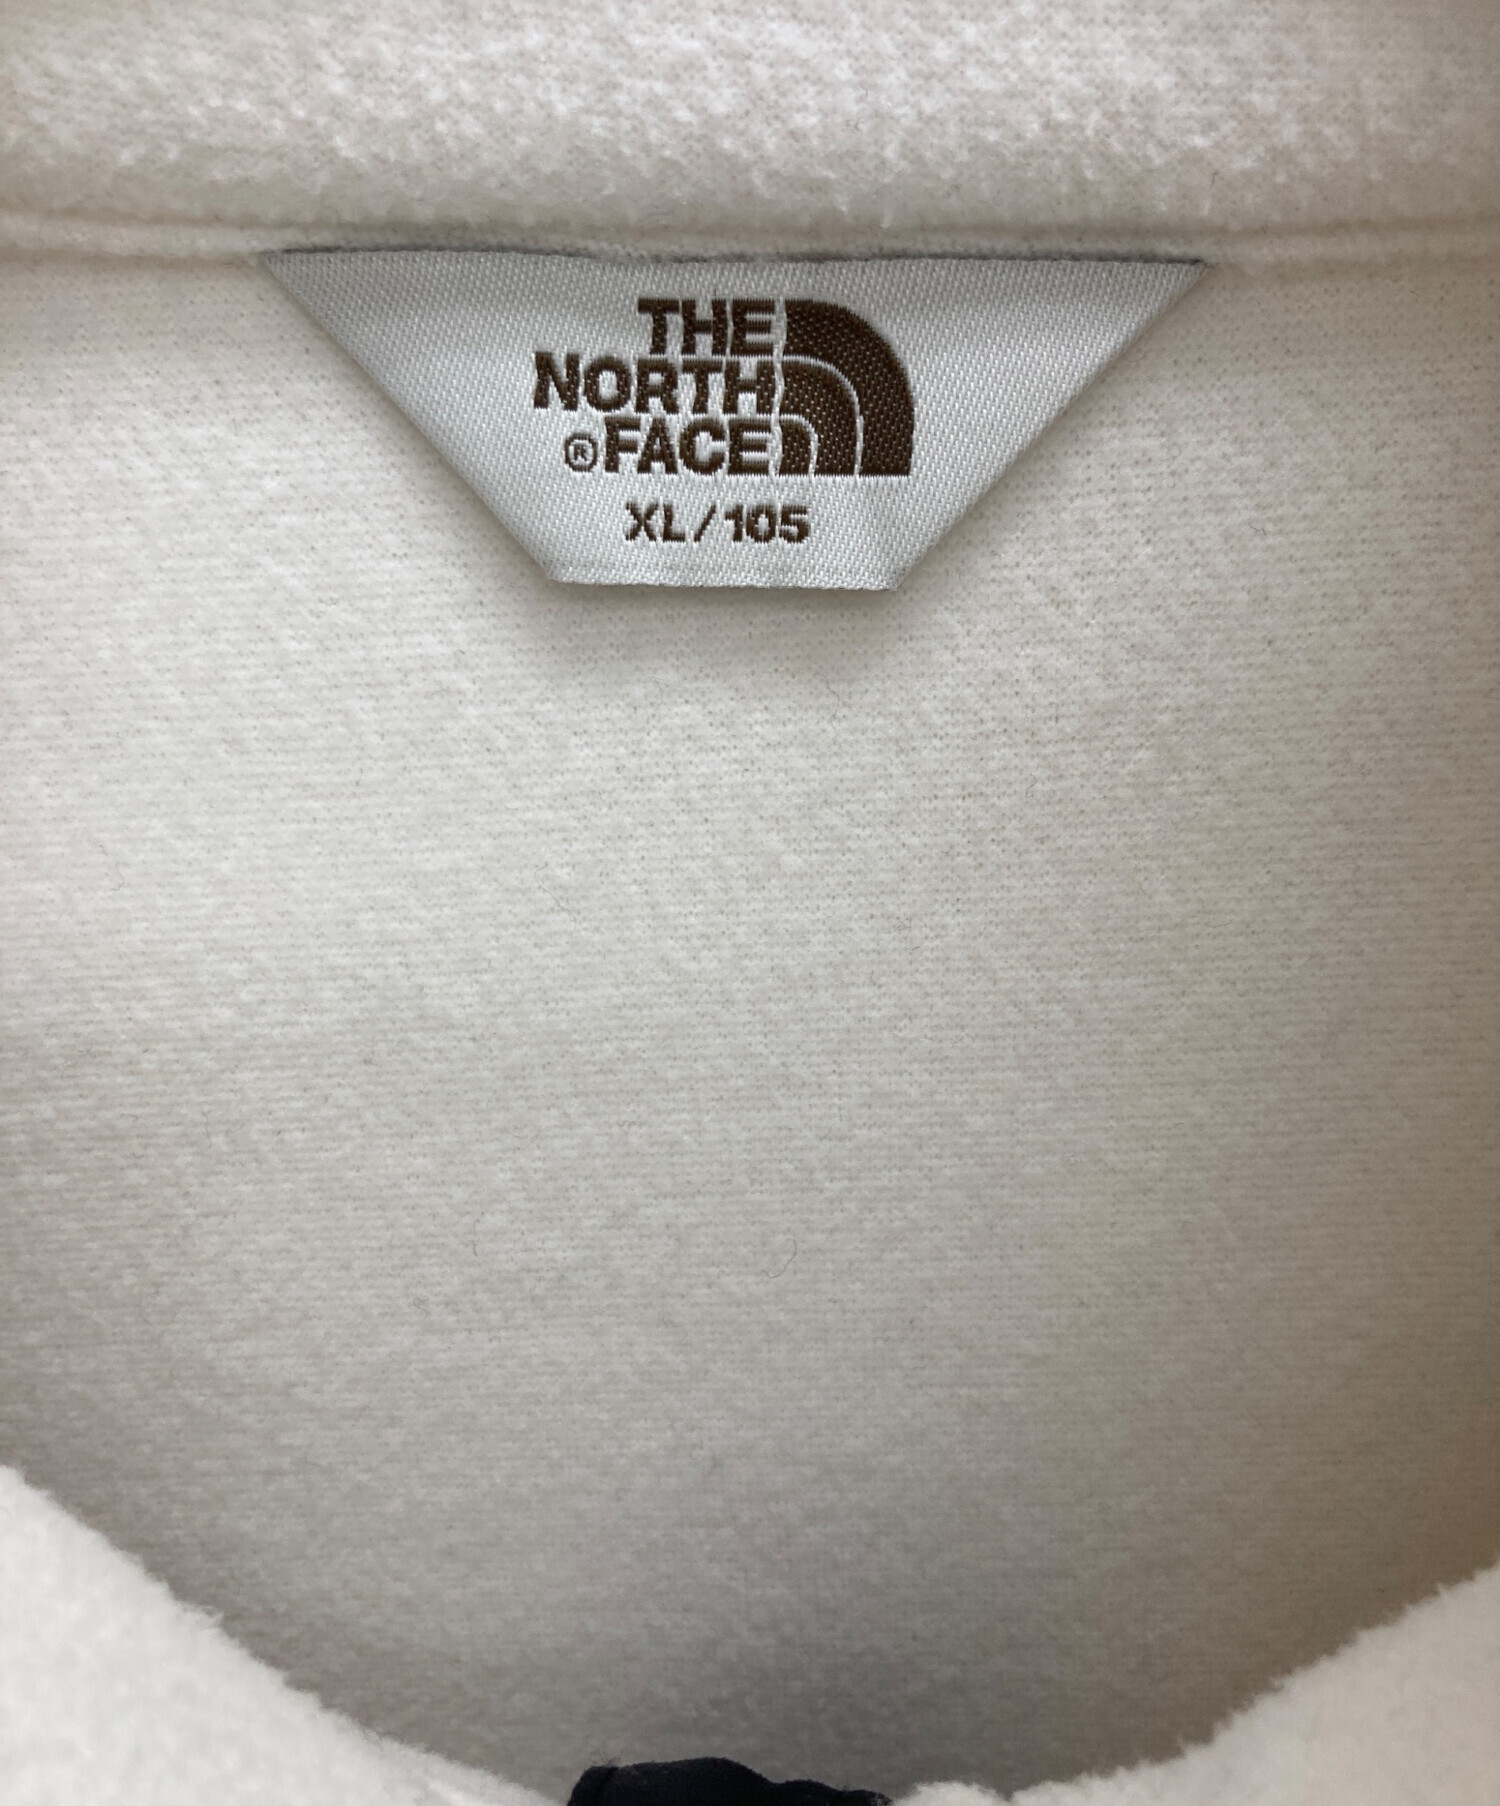 THE
NORTH
®FACE
XL/105